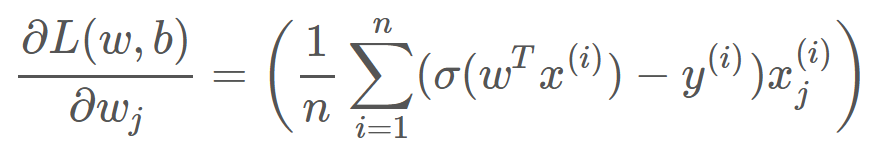 ∂L(w, b)/∂w_j = ( 1/n ∑_{i=1}^{n} (σ(w^T x^{(i)}) − y^{(i)}) x_j^{(i)} )